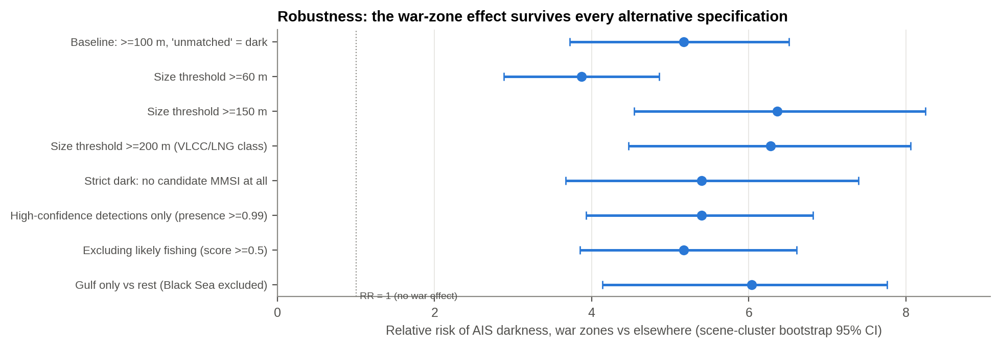 Robustness: the war-zone effect survives every alternative specification
Baseline: >=100 m, 'unmatched' = dark
Size threshold >=60 m
Size threshold >=150 m
Size threshold >=200 m (VLCC/LNG class)
Strict dark: no candidate MMSI at all
High-confidence detections only (presence >=0.99)
Excluding likely fishing (score >=0.5)
Gulf only vs rest (Black Sea excluded)
RR = 1 (no war effect)
0 2 4 6 8
Relative risk of AIS darkness, war zones vs elsewhere (scene-cluster bootstrap 95% CI)